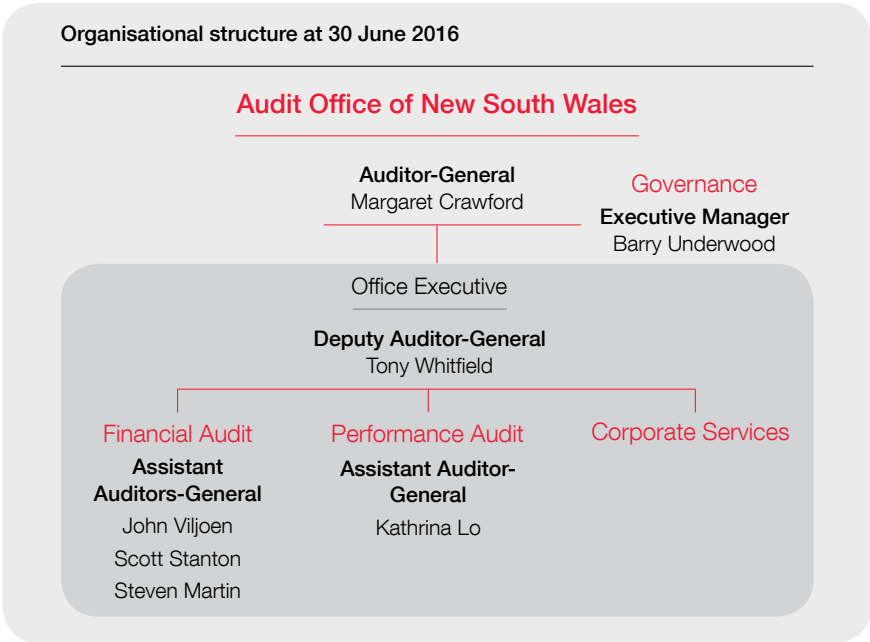 Organisational structure at 30 June 2016
Audit Office of New South Wales
Auditor-General
Margaret Crawford
Governance
Executive Manager
Barry Underwood
Office Executive
Deputy Auditor-General
Tony Whitfield
Financial Audit
Assistant
Auditors-General
John Viljoen
Scott Stanton
Steven Martin
Performance Audit
Assistant Auditor-
General
Kathrina Lo
Corporate Services